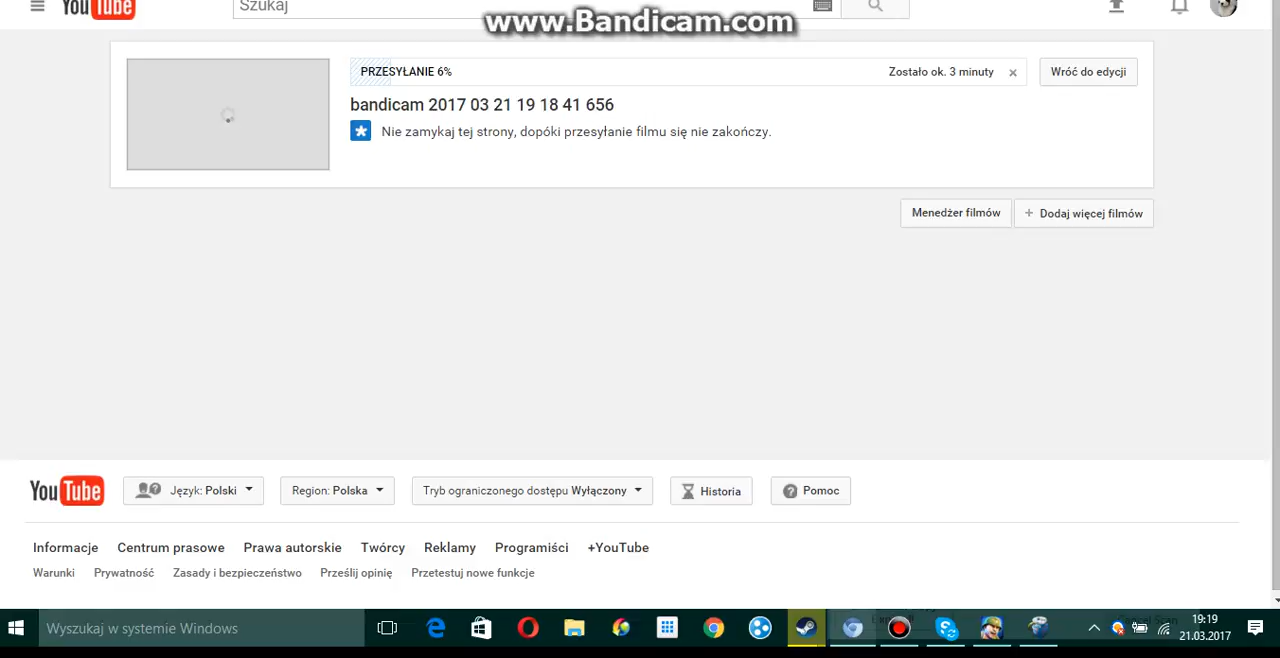 www.Bandicam.com
YouTube
Szukaj
PRZESYŁANIE 6% Zostało ok. 3 minuty Wróć do edycji
bandicam 2017 03 21 19 18 41 656
Nie zamykaj tej strony, dopóki przesyłanie filmu się nie zakończy.
Menedżer filmów + Dodaj więcej filmów
YouTube Język: Polski Region: Polska Tryb ograniczonego dostępu Wyłączony Historia Pomoc
Informacje Centrum prasowe Prawa autorskie Twórcy Reklamy Programiści +YouTube
Warunki Prywatność Zasady i bezpieczeństwo Prześlij opinię Przetestuj nowe funkcje
Wyszukaj w systemie Windows
19:19
21.03.2017